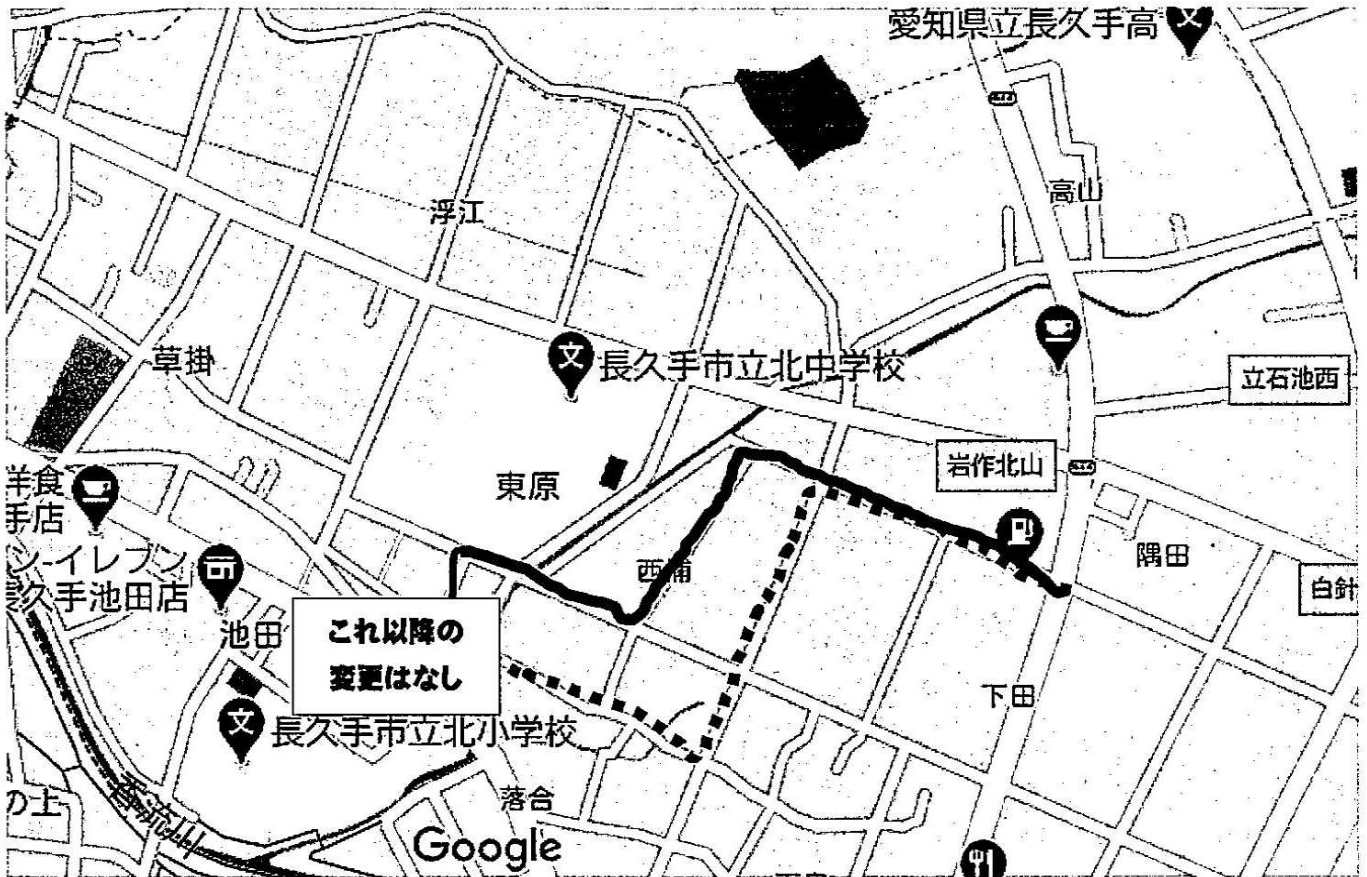 愛知県立長久手高
高山
浮江
草掛
長久手市立北中学校
立石池西
岩作北山
洋食
手店
東原
隅田
ン-イレブン
長久手池田店
西浦
白針
池田
これ以降の
変更はなし
下田
長久手市立北小学校
の上
香流川
落合
Google